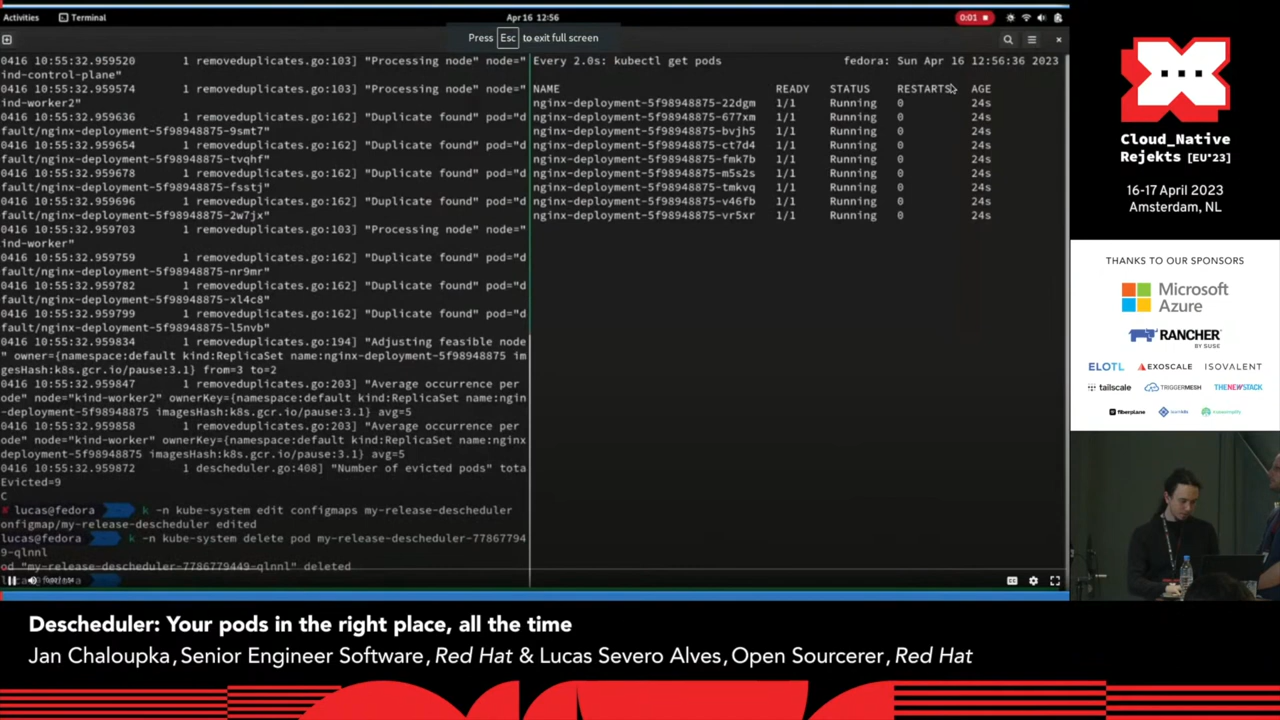 Activities
Terminal
Apr 16 12:56
0:01
Press Esc to exit full screen
0416 10:55:32.959520 1 removeduplicates.go:103] "Processing node" node="
ind-control-plane"
0416 10:55:32.959574 1 removeduplicates.go:103] "Processing node" node="
ind-worker2"
0416 10:55:32.959636 1 removeduplicates.go:162] "Duplicate found" pod="d
fault/nginx-deployment-5f98948875-9smt7"
0416 10:55:32.959654 1 removeduplicates.go:162] "Duplicate found" pod="d
fault/nginx-deployment-5f98948875-tvqhf"
0416 10:55:32.959678 1 removeduplicates.go:162] "Duplicate found" pod="d
fault/nginx-deployment-5f98948875-fsstj"
0416 10:55:32.959696 1 removeduplicates.go:162] "Duplicate found" pod="d
fault/nginx-deployment-5f98948875-2w7jx"
0416 10:55:32.959703 1 removeduplicates.go:103] "Processing node" node="
ind-worker"
0416 10:55:32.959759 1 removeduplicates.go:162] "Duplicate found" pod="d
fault/nginx-deployment-5f98948875-nr9mr"
0416 10:55:32.959782 1 removeduplicates.go:162] "Duplicate found" pod="d
fault/nginx-deployment-5f98948875-xl4c8"
0416 10:55:32.959799 1 removeduplicates.go:162] "Duplicate found" pod="d
fault/nginx-deployment-5f98948875-l5nvb"
0416 10:55:32.959834 1 removeduplicates.go:194] "Adjusting feasible node
" owner={namespace:default kind:ReplicaSet name:nginx-deployment-5f98948875 im
gesHash:k8s.gcr.io/pause:3.1} from=3 to=2
0416 10:55:32.959847 1 removeduplicates.go:203] "Average occurrence per
ode" node="kind-worker2" ownerKey={namespace:default kind:ReplicaSet name:ngin
-deployment-5f98948875 imagesHash:k8s.gcr.io/pause:3.1} avg=5
0416 10:55:32.959858 1 removeduplicates.go:203] "Average occurrence per
ode" node="kind-worker" ownerKey={namespace:default kind:ReplicaSet name:nginx
deployment-5f98948875 imagesHash:k8s.gcr.io/pause:3.1} avg=5
0416 10:55:32.959872 1 descheduler.go:408] "Number of evicted pods" tota
Evicted=9
C
lucas@fedora k -n kube-system edit configmaps my-release-descheduler
onfigmap/my-release-descheduler edited
lucas@fedora k -n kube-system delete pod my-release-descheduler-77867794
49-qlnnl
od "my-release-descheduler-7786779449-qlnnl" deleted
Every 2.0s: kubectl get pods fedora: Sun Apr 16 12:56:36 2023
NAME READY STATUS RESTARTS AGE
nginx-deployment-5f98948875-22dgm 1/1 Running 0 24s
nginx-deployment-5f98948875-677xm 1/1 Running 0 24s
nginx-deployment-5f98948875-bvjh5 1/1 Running 0 24s
nginx-deployment-5f98948875-ct7d4 1/1 Running 0 24s
nginx-deployment-5f98948875-fmk7b 1/1 Running 0 24s
nginx-deployment-5f98948875-m5s2s 1/1 Running 0 24s
nginx-deployment-5f98948875-tmkvq 1/1 Running 0 24s
nginx-deployment-5f98948875-v46fb 1/1 Running 0 24s
nginx-deployment-5f98948875-vr5xr 1/1 Running 0 24s
Cloud_Native
Rejekts [EU'23]
16-17 April 2023
Amsterdam, NL
THANKS TO OUR SPONSORS
Microsoft
Azure
RANCHER
BY SUSE
ELOTL EXOSCALE ISOVALENT
tailscale TRIGGERMESH THENEWSTACK
fiberplane
Descheduler: Your pods in the right place, all the time
Jan Chaloupka, Senior Engineer Software, Red Hat & Lucas Severo Alves, Open Sourcerer, Red Hat